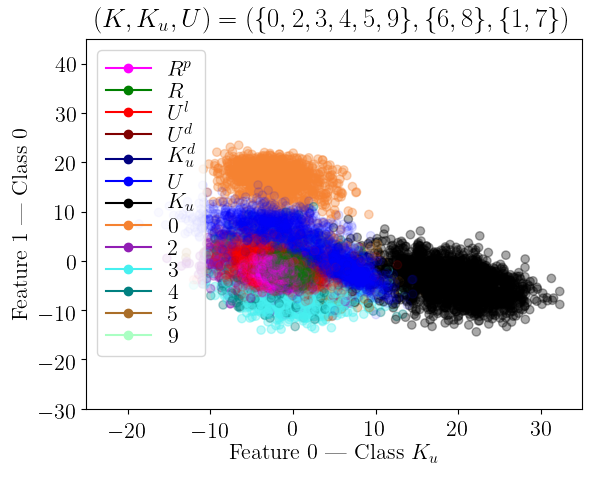 (K, K_u, U) = ({0, 2, 3, 4, 5, 9}, {6, 8}, {1, 7})
Feature 1 — Class 0
40
30
20
10
0
−10
−20
−30
R^p
R
U^l
U^d
K_u^d
U
K_u
0
2
3
4
5
9
−20
−10
0
10
20
30
Feature 0 — Class K_u